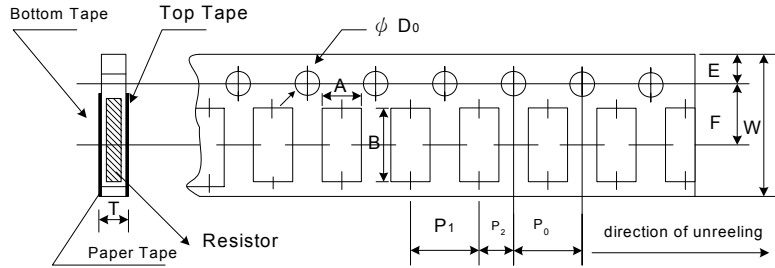 Bottom Tape
Top Tape
ϕ D0
E
A
F
W
B
T
P1
P2
P0
direction of unreeling
Resistor
Paper Tape